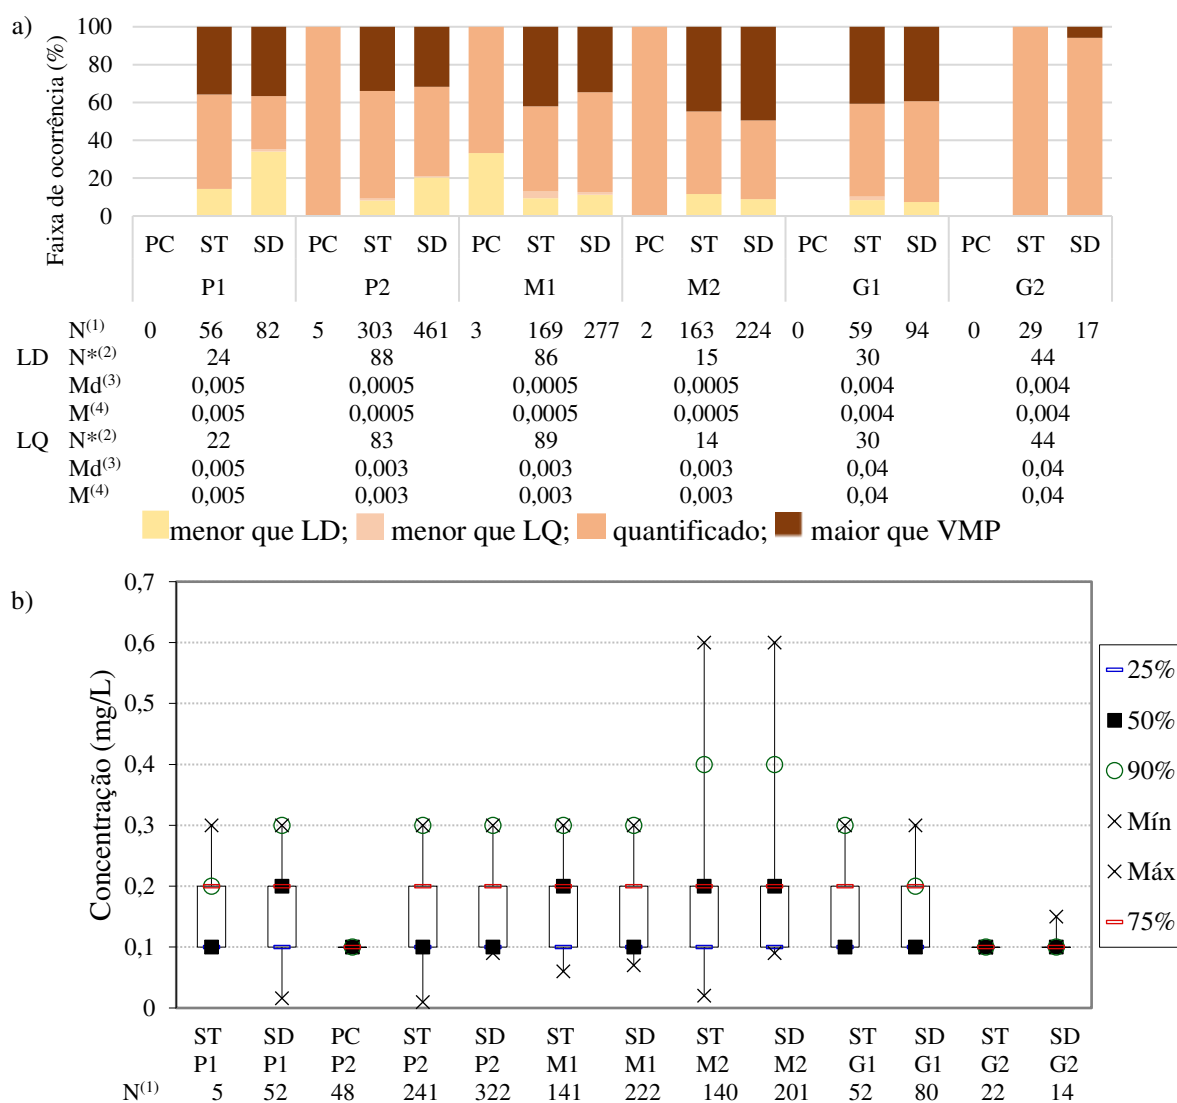 a)
Faixa de ocorrência (%)
100
80
60
40
20
0
PC ST SD PC ST SD PC ST SD PC ST SD PC ST SD PC ST SD
P1 P2 M1 M2 G1 G2
N(1) 0 56 82 5 303 461 3 169 277 2 163 224 0 59 94 0 29 17
LD N*(2) 24 88 86 15 30 44
Md(3) 0,005 0,0005 0,0005 0,0005 0,004 0,004
M(4) 0,005 0,0005 0,0005 0,0005 0,004 0,004
LQ N*(2) 22 83 89 14 30 44
Md(3) 0,005 0,003 0,003 0,003 0,04 0,04
M(4) 0,005 0,003 0,003 0,003 0,04 0,04
menor que LD; menor que LQ; quantificado; maior que VMP
b)
Concentração (mg/L)
0,7
0,6
0,5
0,4
0,3
0,2
0,1
0
25%
50%
90%
Mín
Máx
75%
ST SD PC ST SD ST SD ST SD ST SD ST SD
P1 P1 P2 P2 P2 M1 M1 M2 M2 G1 G1 G2 G2
N(1) 5 52 48 241 322 141 222 140 201 52 80 22 14